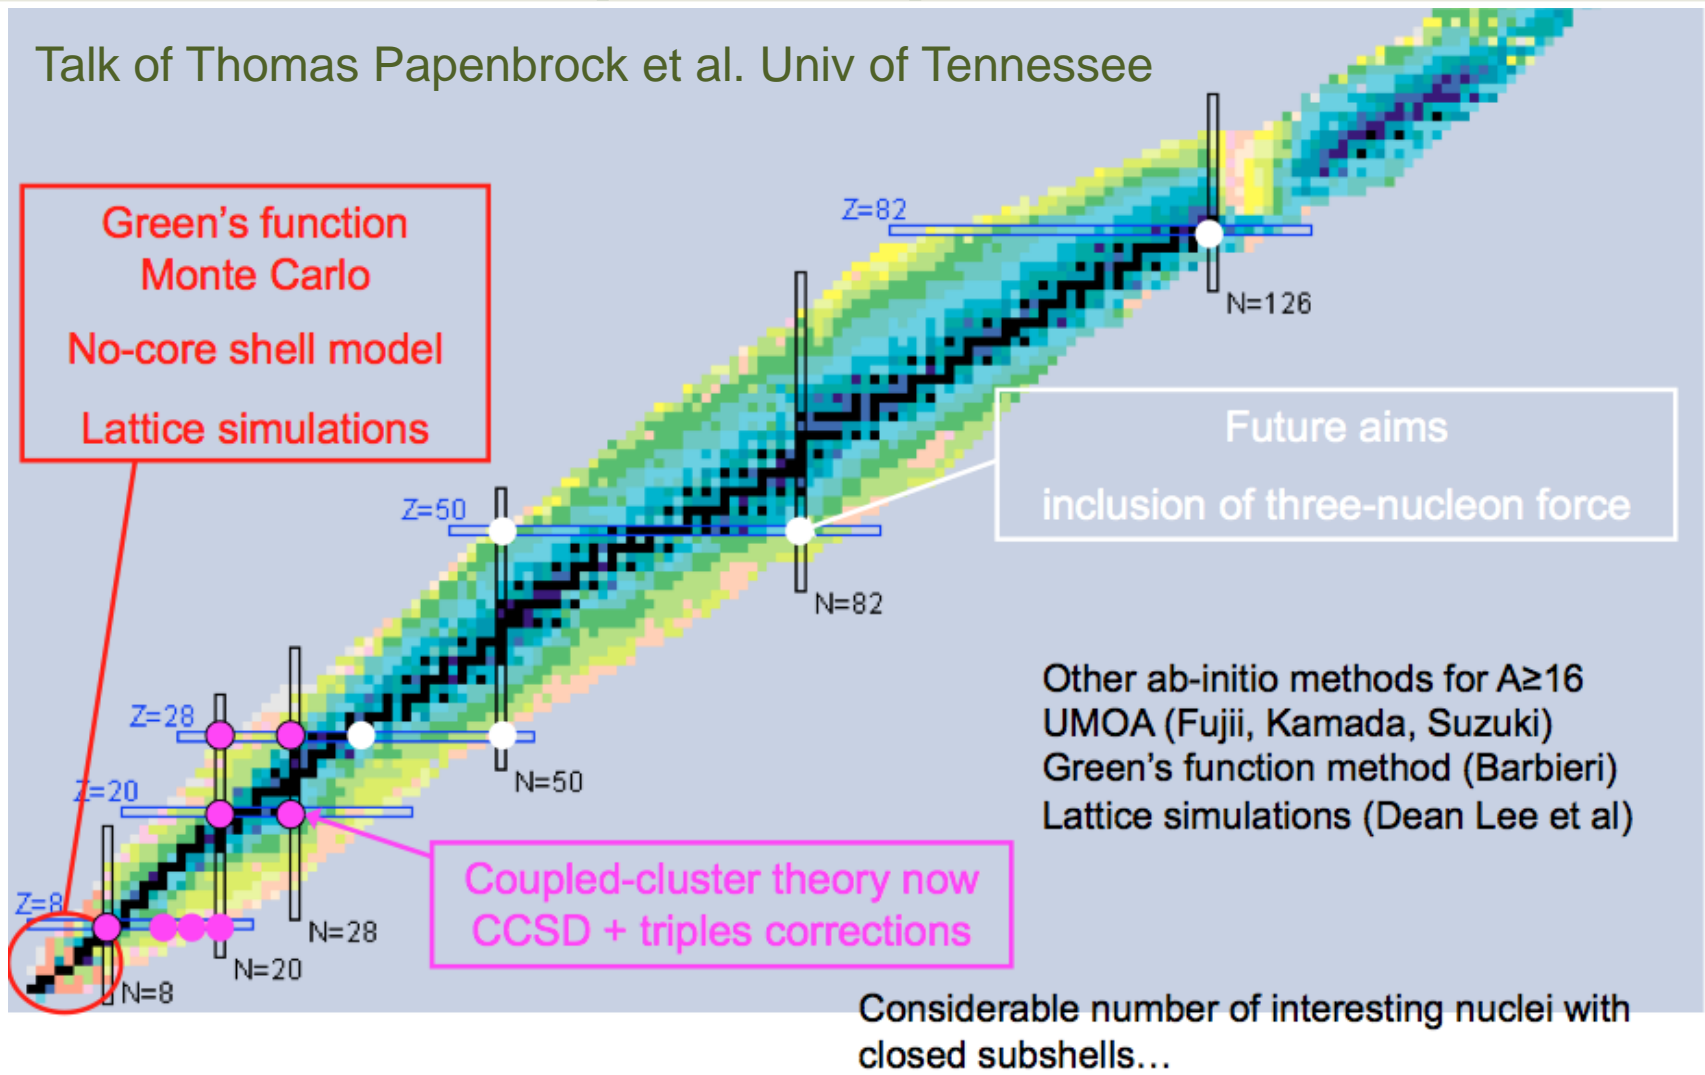 Talk of Thomas Papenbrock et al. Univ of Tennessee
Green's function
Monte Carlo
No-core shell model
Lattice simulations
Z=82
N=126
Future aims
inclusion of three-nucleon force
Z=50
N=82
Other ab-initio methods for A≥16
UMOA (Fujii, Kamada, Suzuki)
Green's function method (Barbieri)
Lattice simulations (Dean Lee et al)
Z=28
N=50
Z=20
Coupled-cluster theory now
CCSD + triples corrections
Z=8
N=28
N=20
N=8
Considerable number of interesting nuclei with
closed subshells…